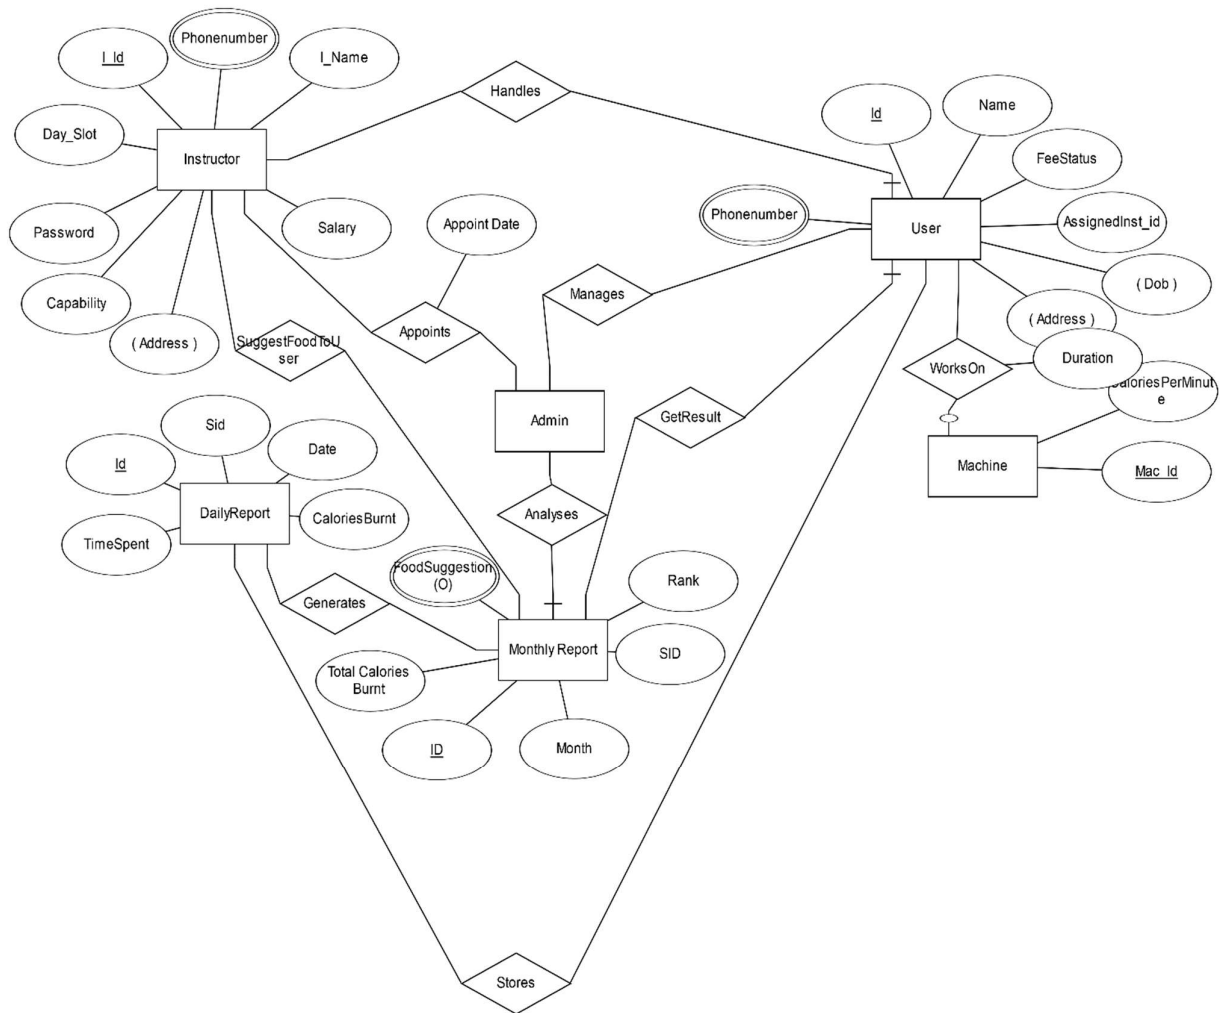 Phonenumber
I_Id
I_Name
Handles
Id
Name
Day_Slot
Instructor
FeeStatus
Phonenumber
User
AssignedInst_id
Password
Salary
Appoint Date
( Dob )
Capability
Manages
( Address )
( Address )
SuggestFoodToU
ser
Appoints
WorksOn
Duration
CaloriesPerMinut
e
Admin
GetResult
Sid
Date
Id
Machine
Mac_Id
DailyReport
CaloriesBurnt
Analyses
TimeSpent
FoodSuggestion
(O)
Rank
Generates
Monthly Report
SID
Total Calories
Burnt
ID
Month
Stores